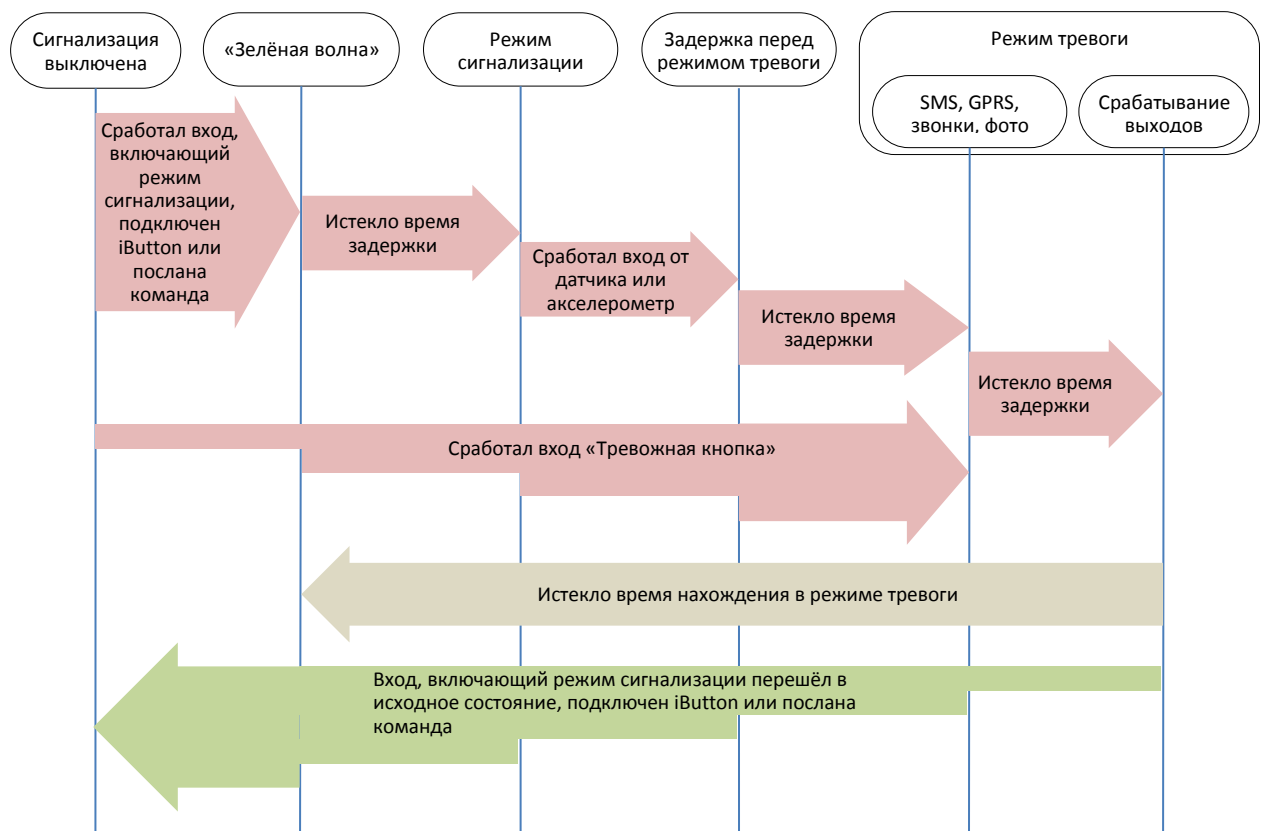 Сигнализация
выключена
«Зелёная волна»
Режим
сигнализации
Задержка перед
режимом тревоги
Режим тревоги
SMS, GPRS,
звонки, фото
Срабатывание
выходов
Сработал вход,
включающий
режим
сигнализации,
подключен
iButton или
послана
команда
Истекло время
задержки
Сработал вход от
датчика или
акселерометр
Истекло время
задержки
Истекло время
задержки
Сработал вход «Тревожная кнопка»
Истекло время нахождения в режиме тревоги
Вход, включающий режим сигнализации перешёл в
исходное состояние, подключен iButton или послана
команда